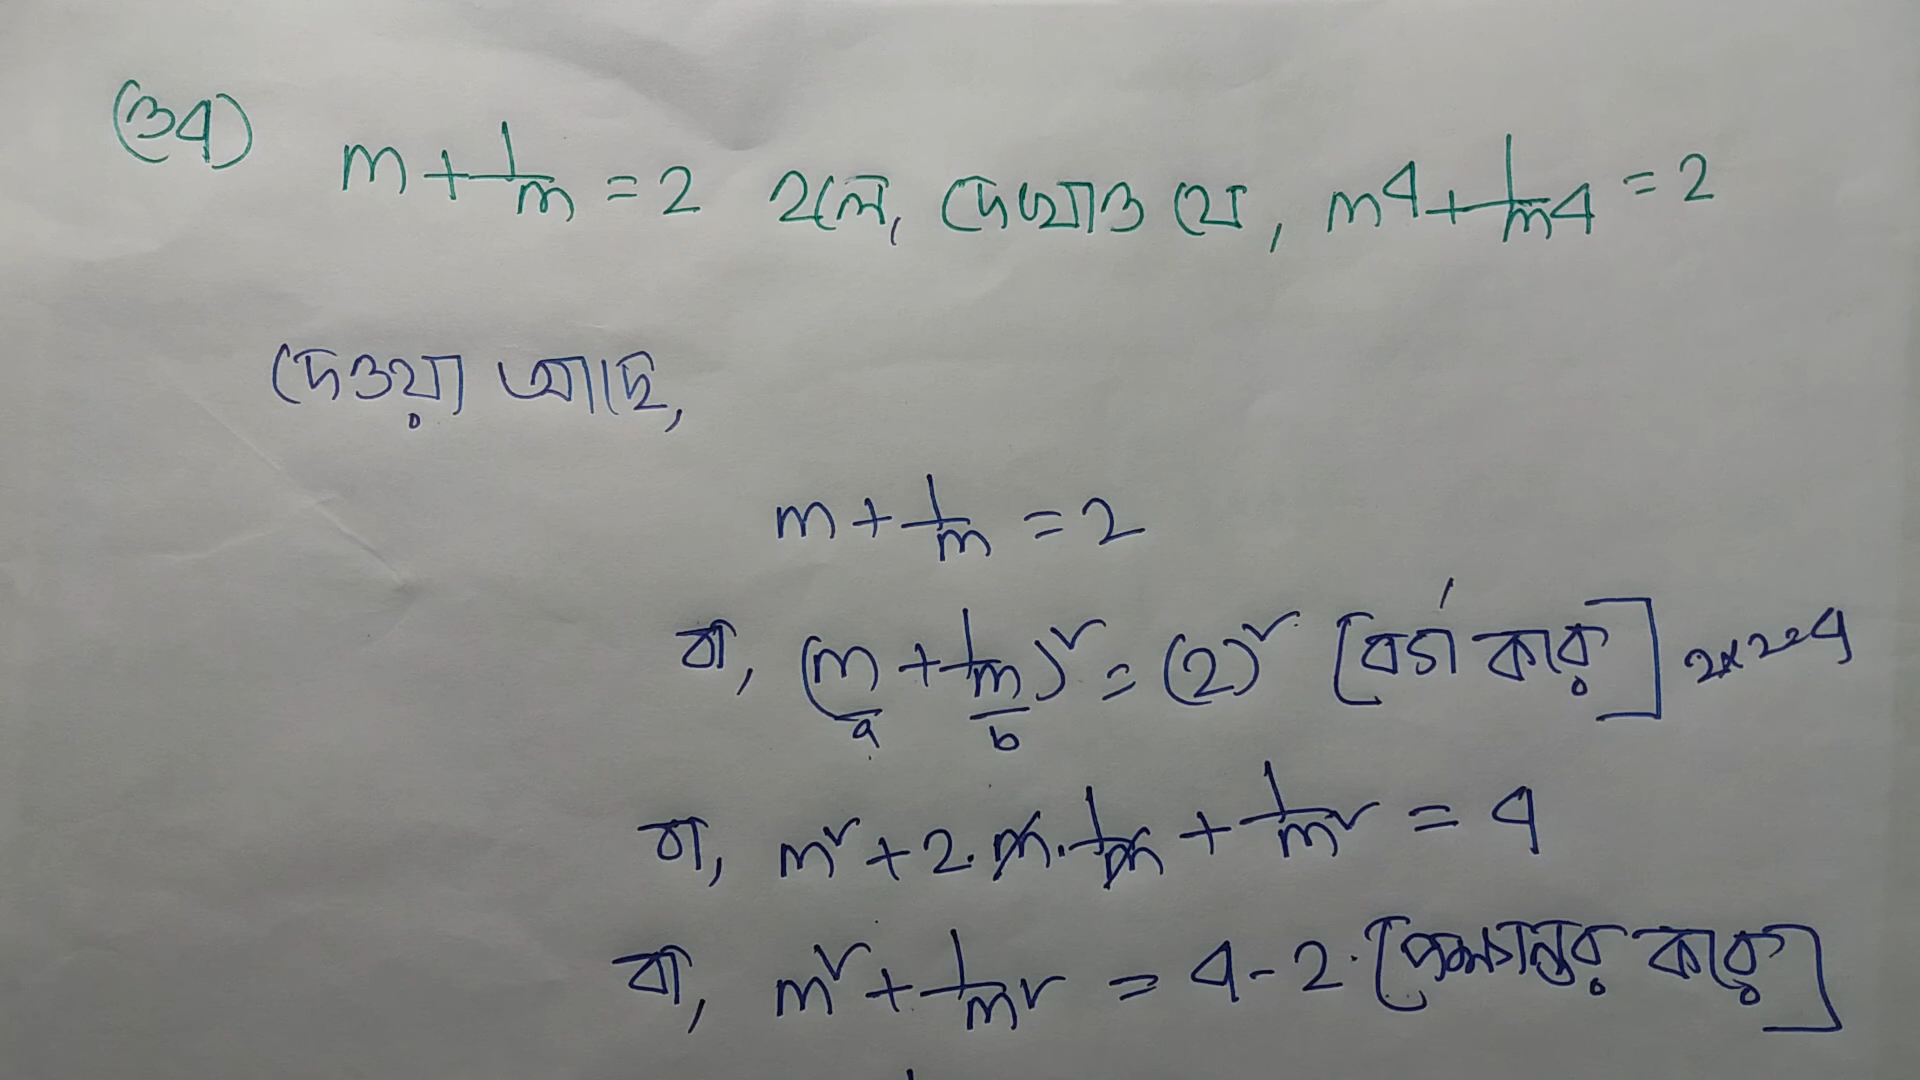 (৩৭) m + 1/m = 2 হলে, দেখাও যে, m⁴ + 1/m⁴ = 2
দেওয়া আছে,
m + 1/m = 2
বা, (m + 1/m)² = (2)² [বর্গ করে] 2×2=4
a b
বা, m² + 2·m·1/m + 1/m² = 4
বা, m² + 1/m² = 4 - 2 [পক্ষান্তর করে]